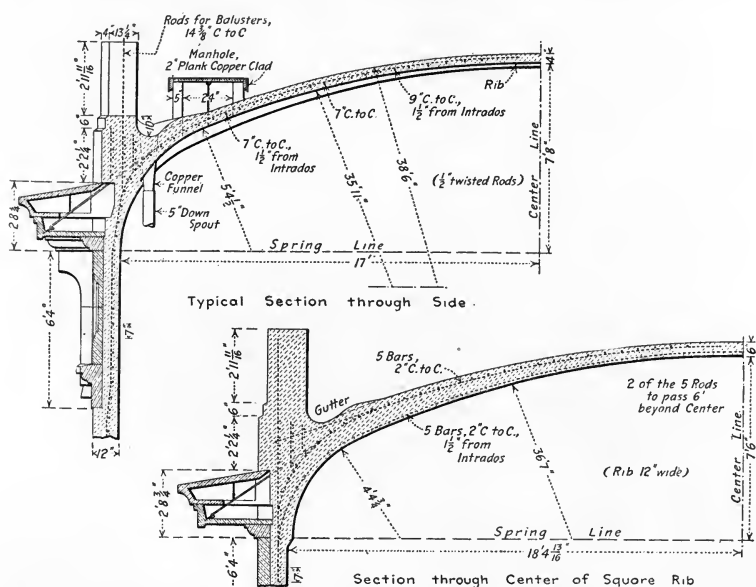 Rods for Balusters,
14 3/8" C to C
4" 13 1/4"
Manhole,
2" Plank Copper Clad
5" 24"
2' 11 11/16"
6"
10"
2' 2 1/4"
2' 8 3/4"
6' 4"
12"
7"
Copper
Funnel
5" Down
Spout
7" C. to C.,
1 1/2" from
Intrados
7" C. to C.
9" C. to C.,
1 1/2" from Intrados
Rib
4"
5' 4 1/2"
35' 11"
38' 6"
(1/2" twisted Rods)
Center Line
7' 8"
Spring Line
17'
Typical Section through Side.
2' 11 11/16"
6"
2' 2 1/4"
2' 8 3/4"
6' 4"
7"
Gutter
5 Bars,
2" C. to C.
5 Bars, 2" C to C.,
1 1/2" from
Intrados
2 of the 5 Rods
to pass 6'
beyond Center
6"
4' 4 3/4"
36' 7"
(Rib 12" wide)
Center Line
7' 6"
Spring Line
18' 4 13/16"
Section through Center of Square Rib